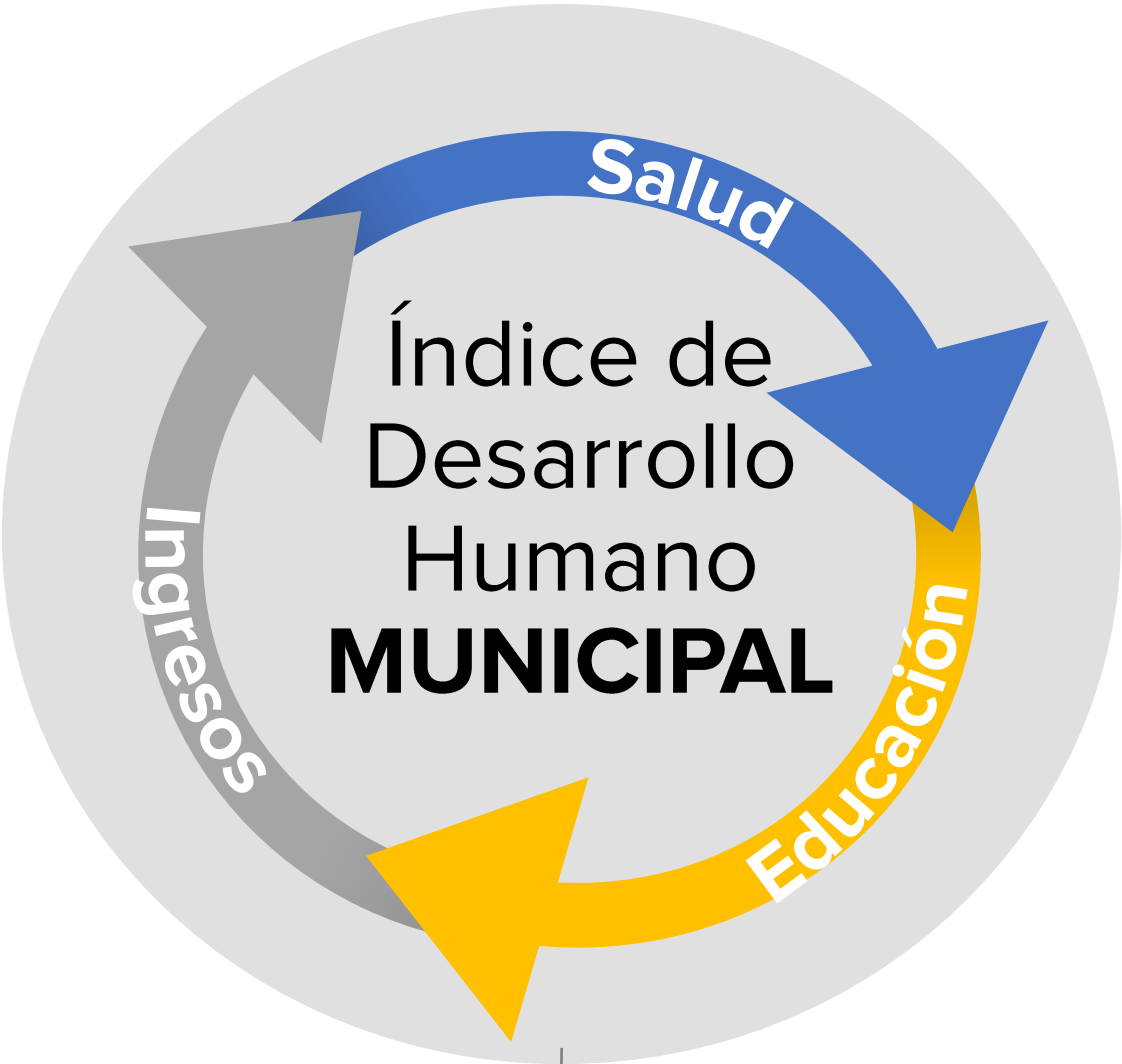 Salud
Índice de
Desarrollo
Humano
MUNICIPAL
Ingresos
Educación